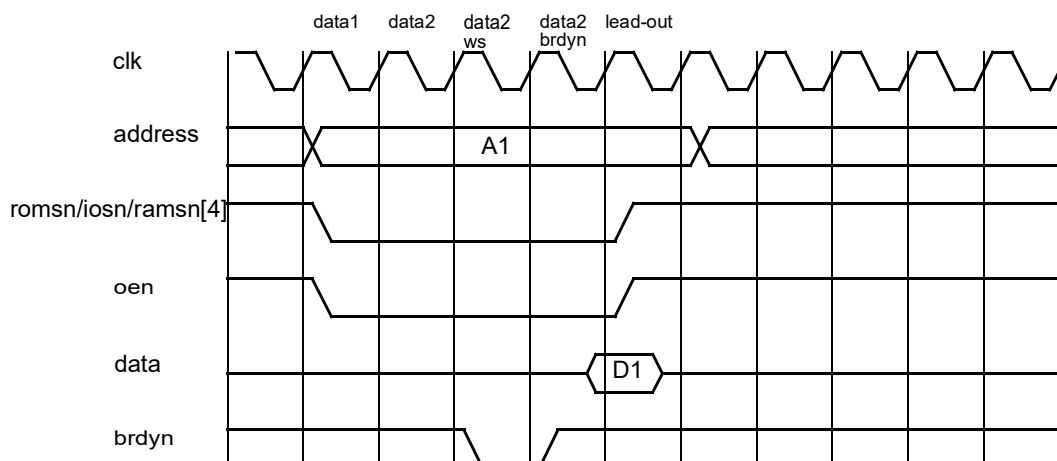 data1 data2 data2 data2 lead-out
ws brdyn
clk
address
A1
romsn/iosn/ramsn[4]
oen
data
D1
brdyn